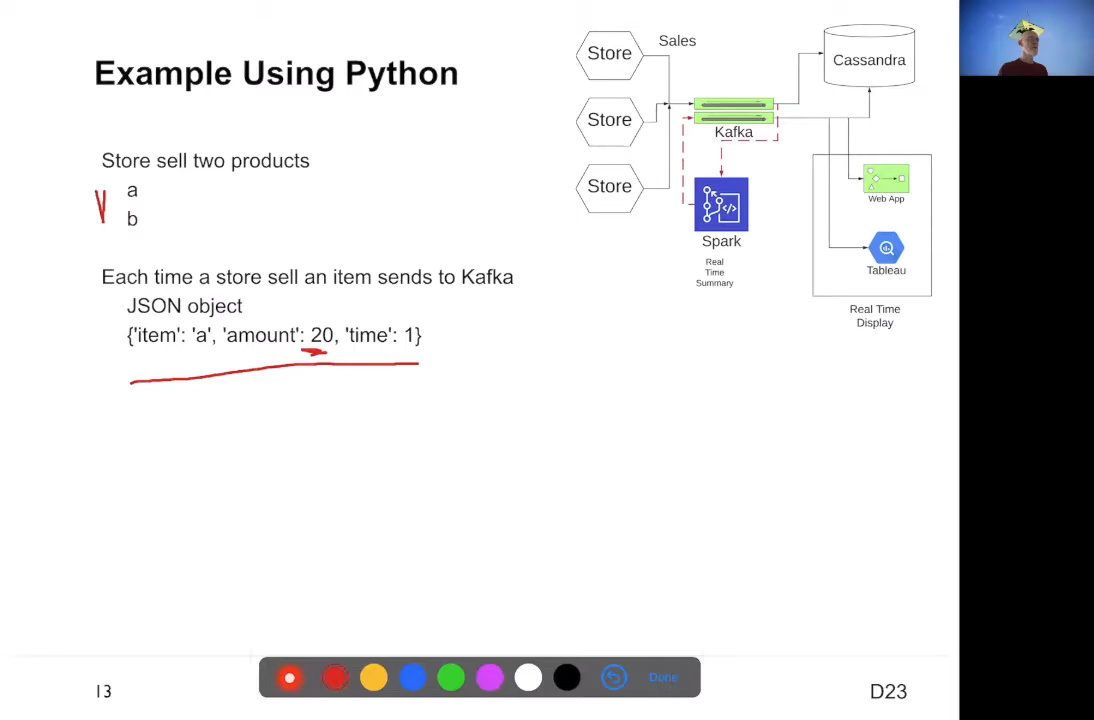 Example Using Python
Store sell two products
a
b
Each time a store sell an item sends to Kafka
JSON object
{'item': 'a', 'amount': 20, 'time': 1}
Store
Sales
Store
Store
Cassandra
Kafka
Spark
Real
Time
Summary
Web App
Tableau
Real Time
Display
Done
13
D23